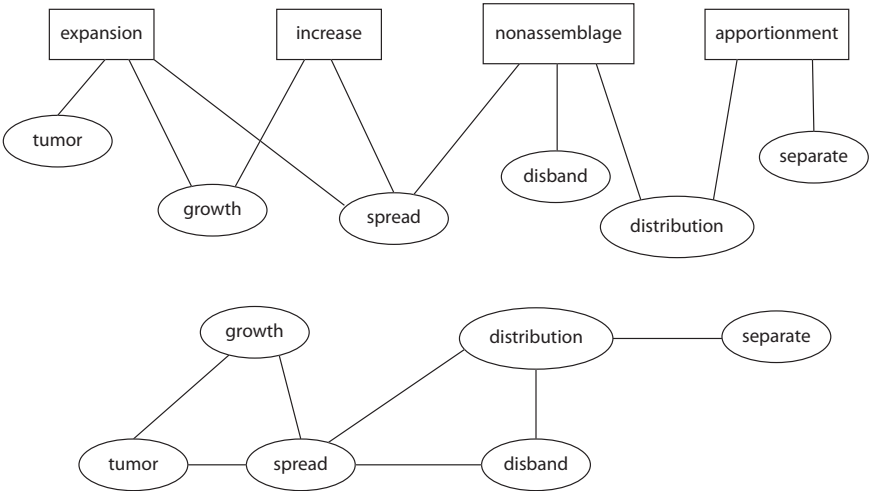 expansion
increase
nonassemblage
apportionment
tumor
separate
disband
growth
spread
distribution
growth
distribution
separate
tumor
spread
disband